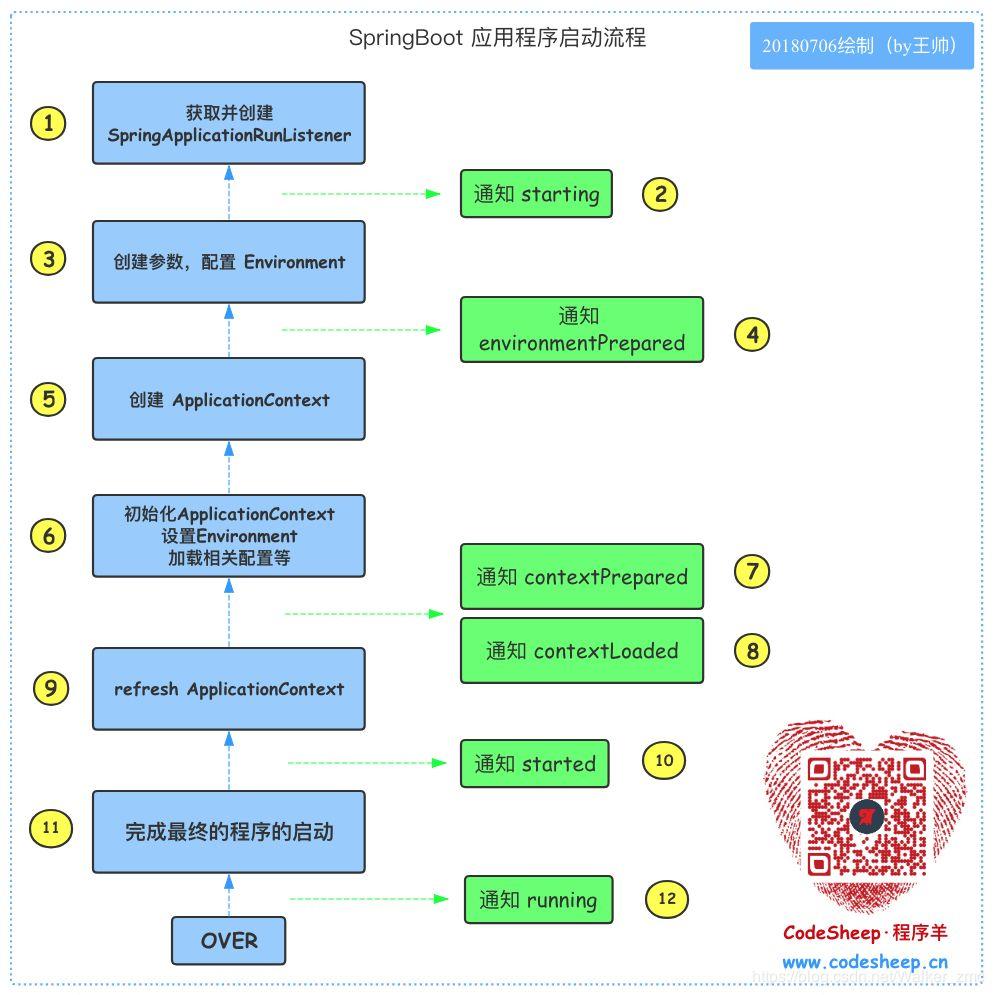 SpringBoot 应用程序启动流程
20180706绘制（by王帅）
1
获取并创建
SpringApplicationRunListener
通知 starting
2
3
创建参数，配置 Environment
通知
environmentPrepared
4
5
创建 ApplicationContext
6
初始化ApplicationContext
设置Environment
加载相关配置等
通知 contextPrepared
7
通知 contextLoaded
8
9
refresh ApplicationContext
通知 started
10
11
完成最终的程序的启动
通知 running
12
OVER
CodeSheep·程序羊
www.codesheep.cn